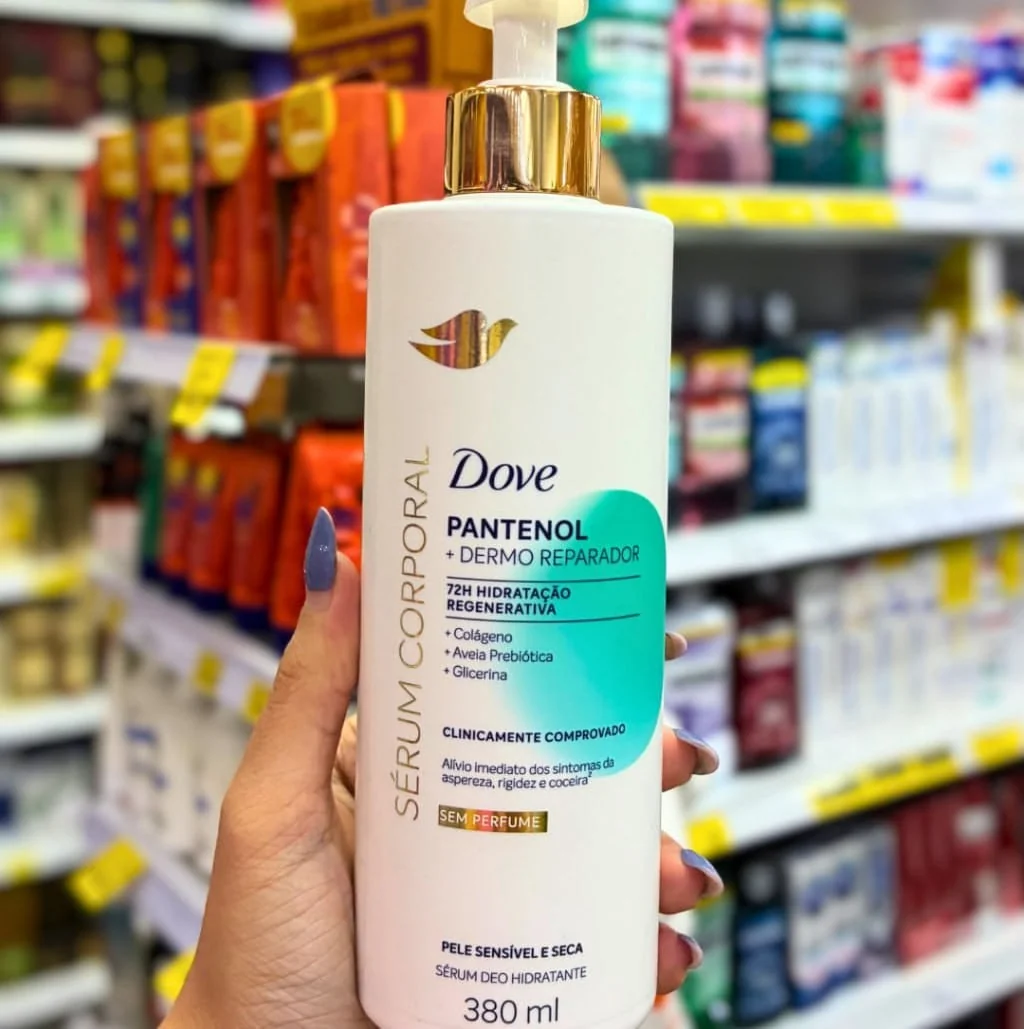 Dove
PANTENOL
+ DERMO REPARADOR
72H HIDRATAÇÃO
REGENERATIVA
+ Colágeno
+ Aveia Prebiótica
+ Glicerina
SÉRUM CORPORAL
CLINICAMENTE COMPROVADO
Alívio imediato dos sintomas da
aspereza, rigidez e coceira²
SEM PERFUME
PELE SENSÍVEL E SECA
SÉRUM DEO HIDRATANTE
380 ml